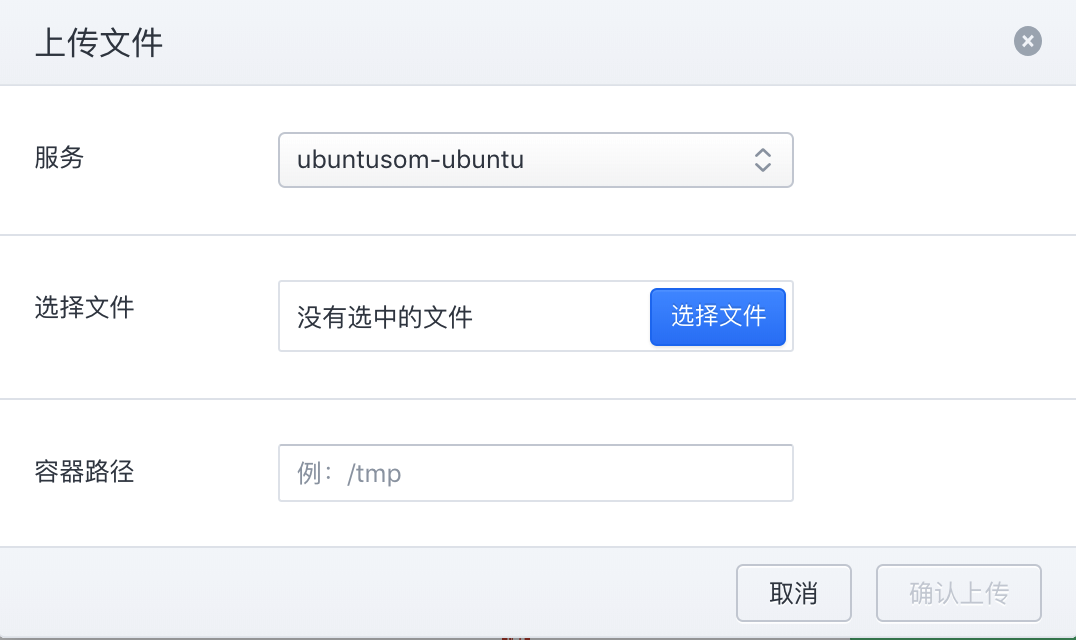 上传文件
服务
ubuntusom-ubuntu
选择文件
没有选中的文件
选择文件
容器路径
例：/tmp
取消
确认上传